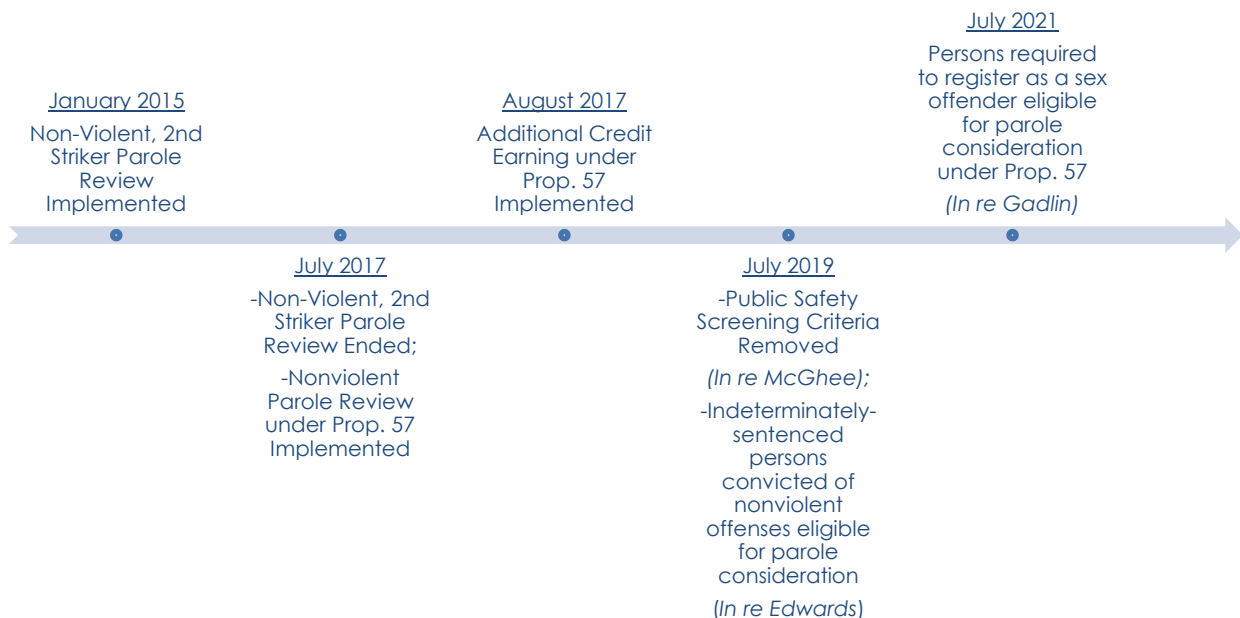 January 2015
Non-Violent, 2nd
Striker Parole
Review
Implemented
July 2017
-Non-Violent, 2nd
Striker Parole
Review Ended;
-Nonviolent
Parole Review
under Prop. 57
Implemented
August 2017
Additional Credit
Earning under
Prop. 57
Implemented
July 2019
-Public Safety
Screening Criteria
Removed
(In re McGhee);
-Indeterminately-
sentenced
persons
convicted of
nonviolent
offenses eligible
for parole
consideration
(In re Edwards)
July 2021
Persons required
to register as a sex
offender eligible
for parole
consideration
under Prop. 57
(In re Gadlin)